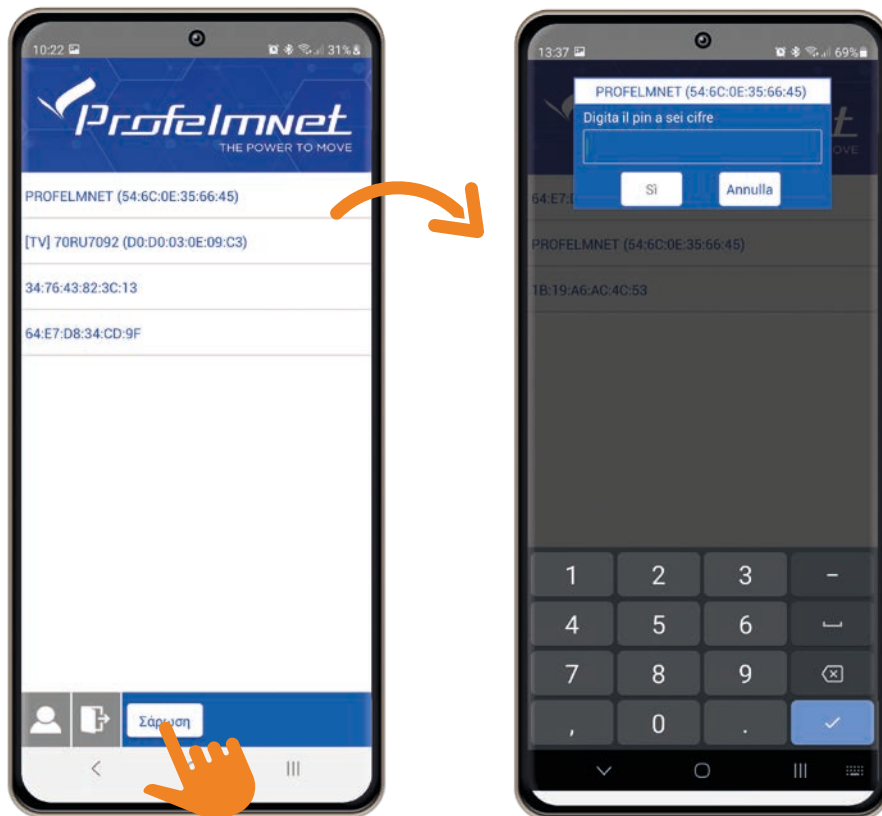 10:22 31%
Profelmnet
THE POWER TO MOVE
PROFELMNET (54:6C:0E:35:66:45)
[TV] 70RU7092 (D0:D0:03:0E:09:C3)
34:76:43:82:3C:13
64:E7:D8:34:CD:9F
Σάρωση
13:37 69%
PROFELMNET (54:6C:0E:35:66:45)
Digita il pin a sei cifre
Sì Annulla
64:E7:
PROFELMNET (54:6C:0E:35:66:45)
1B:19:A6:AC:4C:53
1 2 3 -
4 5 6
7 8 9
, 0 .